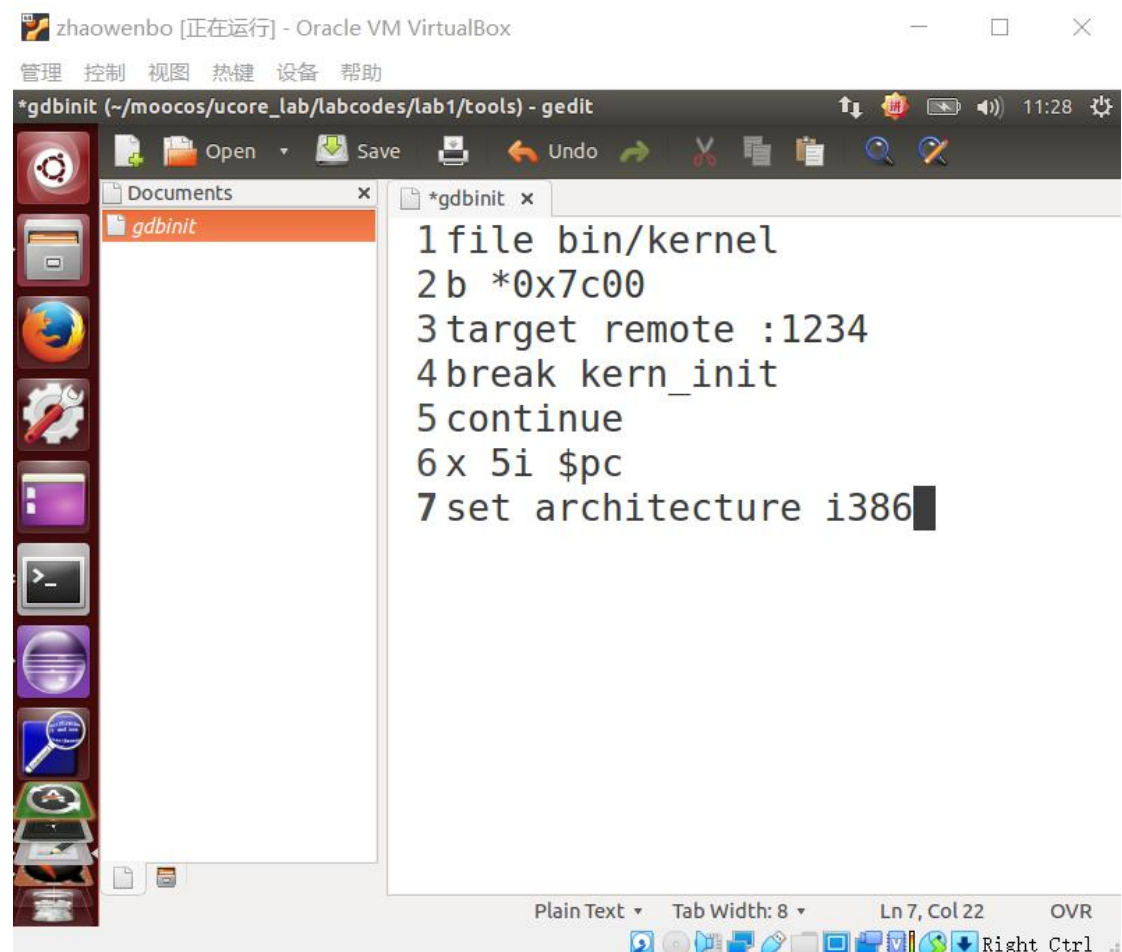 zhaowenbo [正在运行] - Oracle VM VirtualBox
管理 控制 视图 热键 设备 帮助
*gdbinit (~/moocos/ucore_lab/labcodes/lab1/tools) - gedit 11:28
Open Save Undo
Documents
*gdbinit
gdbinit
1 file bin/kernel
2 b *0x7c00
3 target remote :1234
4 break kern_init
5 continue
6 x 5i $pc
7 set architecture i386
Plain Text Tab Width: 8 Ln 7, Col 22 OVR
Right Ctrl